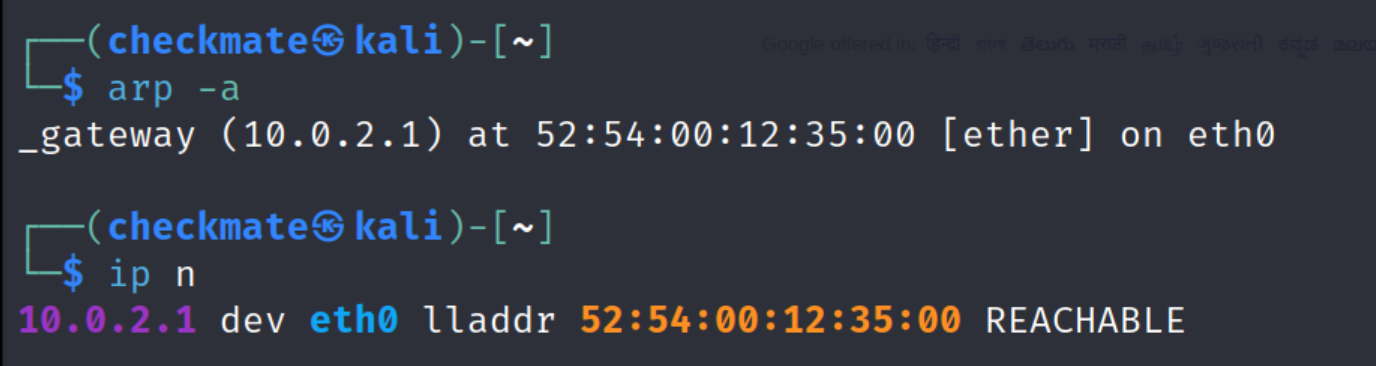 ┌──(checkmate㉿kali)-[~]
└─$ arp -a
_gateway (10.0.2.1) at 52:54:00:12:35:00 [ether] on eth0
┌──(checkmate㉿kali)-[~]
└─$ ip n
10.0.2.1 dev eth0 lladdr 52:54:00:12:35:00 REACHABLE
Google offered in: हिन्दी বাংলা తెలుగు मराठी தமிழ் ગુજરાતી ಕನ್ನಡ